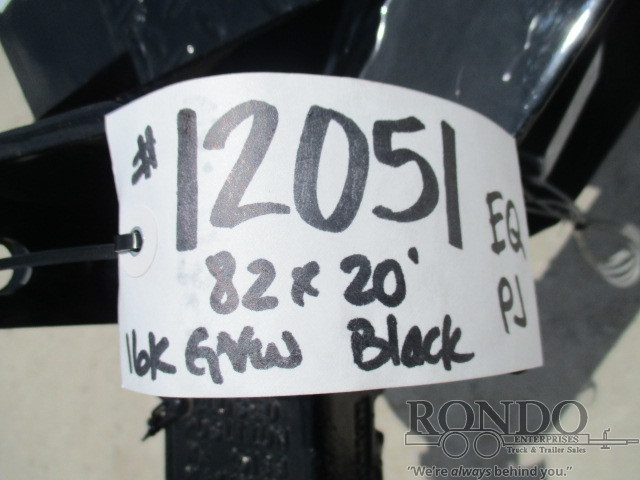 # 12051
82 x 20'
16K GVW Black
EQ
PJ
RONDO
ENTERPRISES
Truck & Trailer Sales
"We're always behind you."